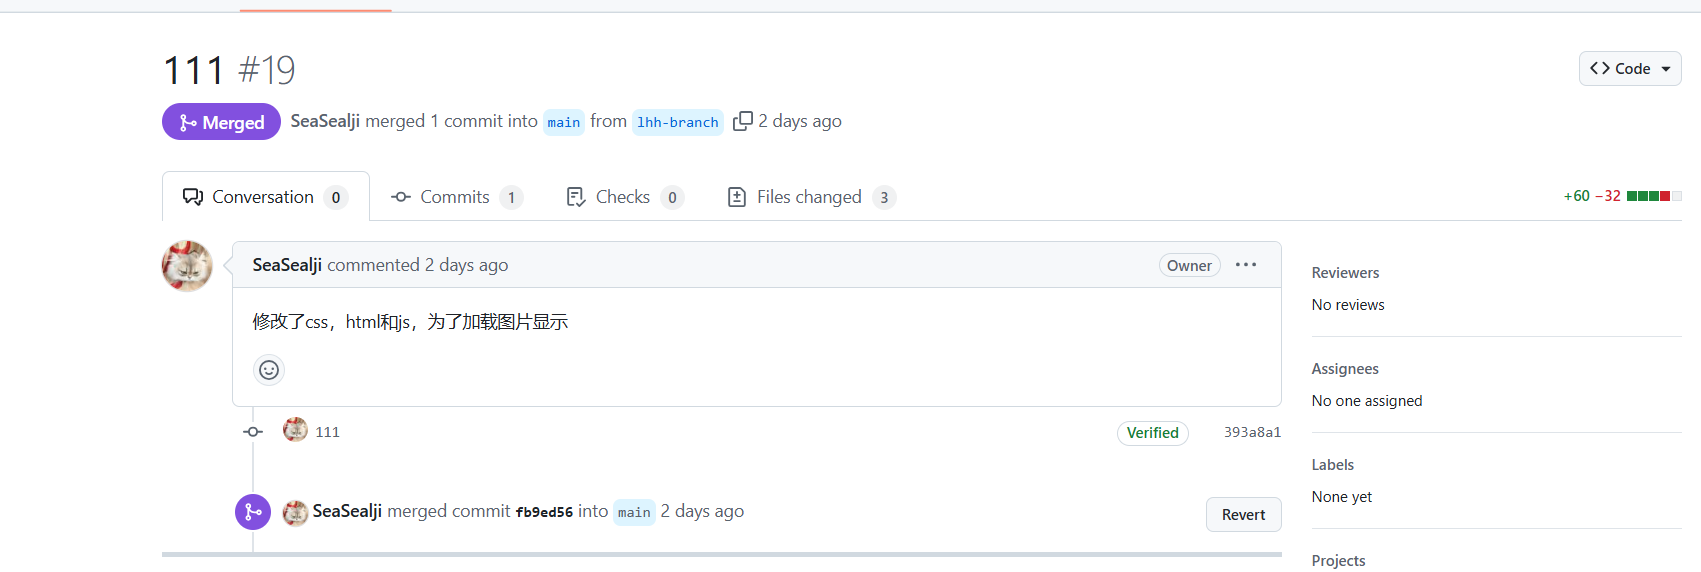 111 #19
Code
Merged SeaSealji merged 1 commit into main from lhh-branch 2 days ago
Conversation 0 Commits 1 Checks 0 Files changed 3
+60 −32
SeaSealji commented 2 days ago Owner
Reviewers
No reviews
修改了css，html和js，为了加载图片显示
Assignees
No one assigned
111 Verified 393a8a1
Labels
None yet
SeaSealji merged commit fb9ed56 into main 2 days ago Revert
Projects